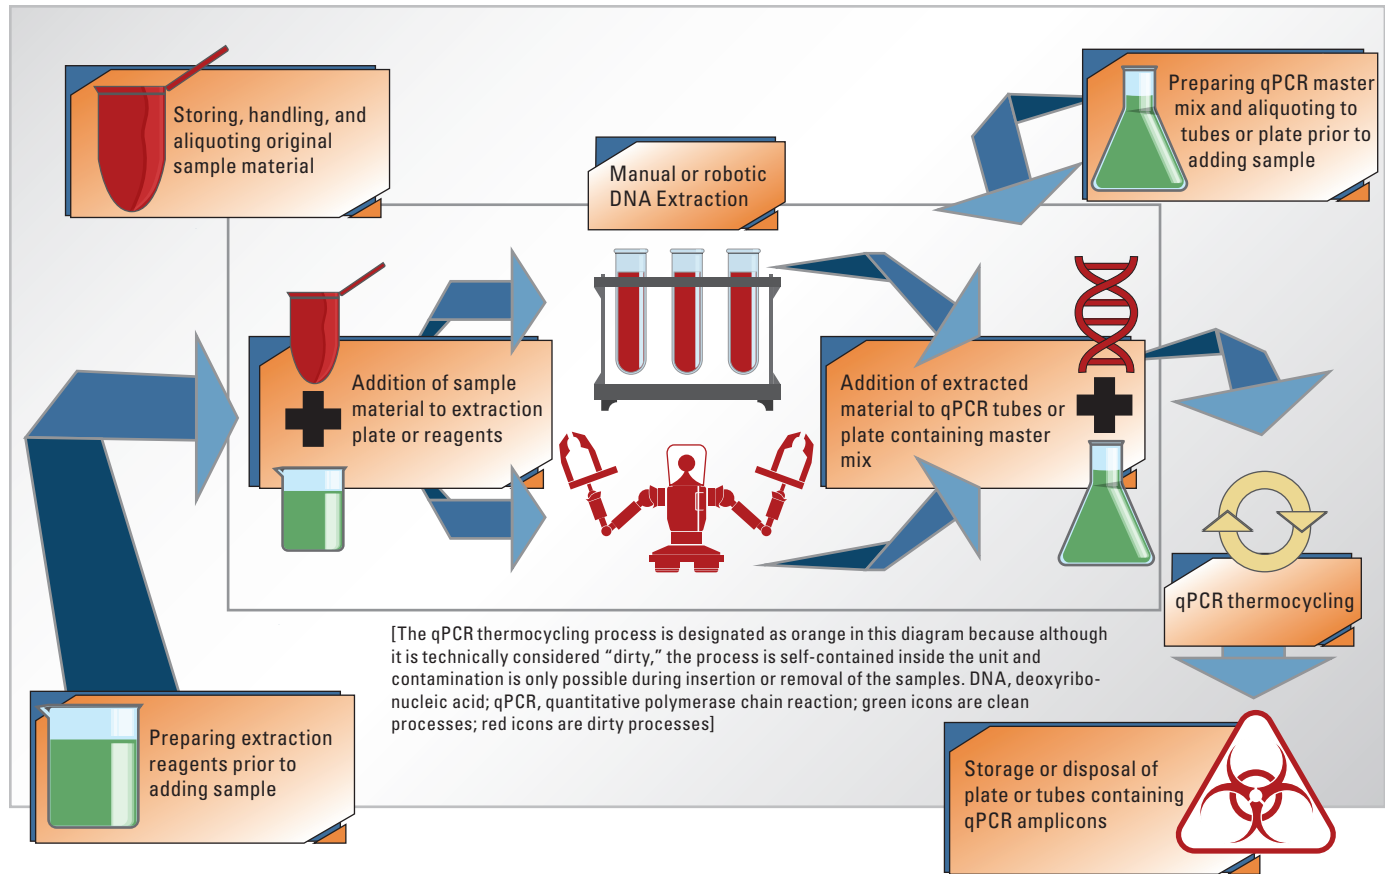 Storing, handling, and
aliquoting original
sample material
Manual or robotic
DNA Extraction
Preparing qPCR master
mix and aliquoting to
tubes or plate prior to
adding sample
Addition of sample
material to extraction
plate or reagents
Addition of extracted
material to qPCR tubes or
plate containing master
mix
qPCR thermocycling
[The qPCR thermocycling process is designated as orange in this diagram because although
it is technically considered “dirty,” the process is self-contained inside the unit and
contamination is only possible during insertion or removal of the samples. DNA, deoxyribo-
nucleic acid; qPCR, quantitative polymerase chain reaction; green icons are clean
processes; red icons are dirty processes]
Preparing extraction
reagents prior to
adding sample
Storage or disposal of
plate or tubes containing
qPCR amplicons